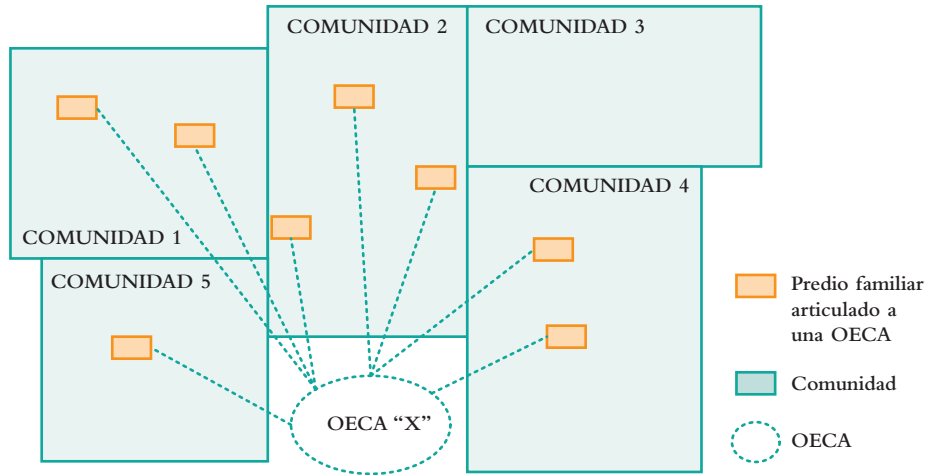 COMUNIDAD 2
COMUNIDAD 3
COMUNIDAD 1
COMUNIDAD 4
COMUNIDAD 5
OECA “X”
Predio familiar
articulado a
una OECA
Comunidad
OECA